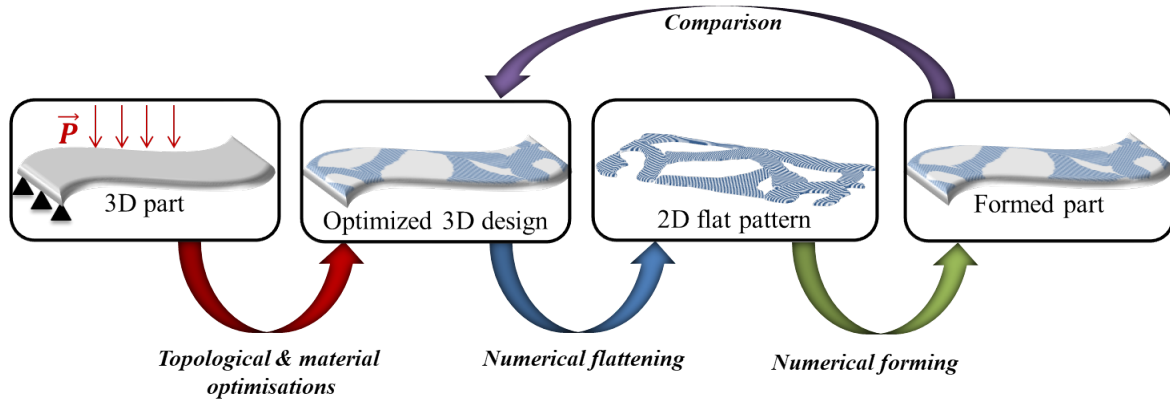 Comparison
P
3D part
Optimized 3D design
2D flat pattern
Formed part
Topological & material
optimisations
Numerical flattening
Numerical forming